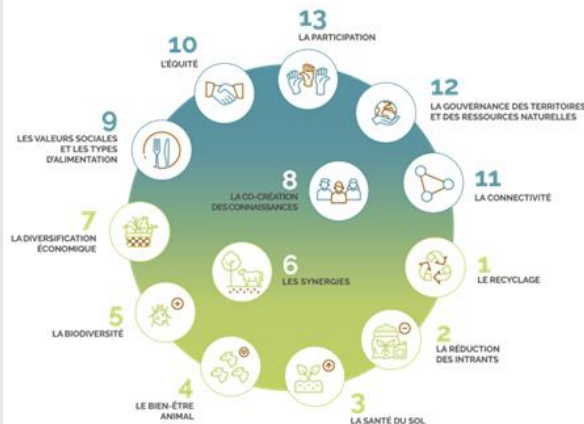 13
LA PARTICIPATION
10
L'ÉQUITÉ
12
LA GOUVERNANCE DES TERRITOIRES
ET DES RESSOURCES NATURELLES
9
LES VALEURS SOCIALES
ET LES TYPES
D'ALIMENTATION
8
LA CO-CRÉATION
DES CONNAISSANCES
11
LA CONNECTIVITÉ
7
LA DIVERSIFICATION
ÉCONOMIQUE
6
LES SYNERGIES
1
LE RECYCLAGE
5
LA BIODIVERSITÉ
2
LA RÉDUCTION
DES INTRANTS
4
LE BIEN-ÊTRE
ANIMAL
3
LA SANTÉ DU SOL